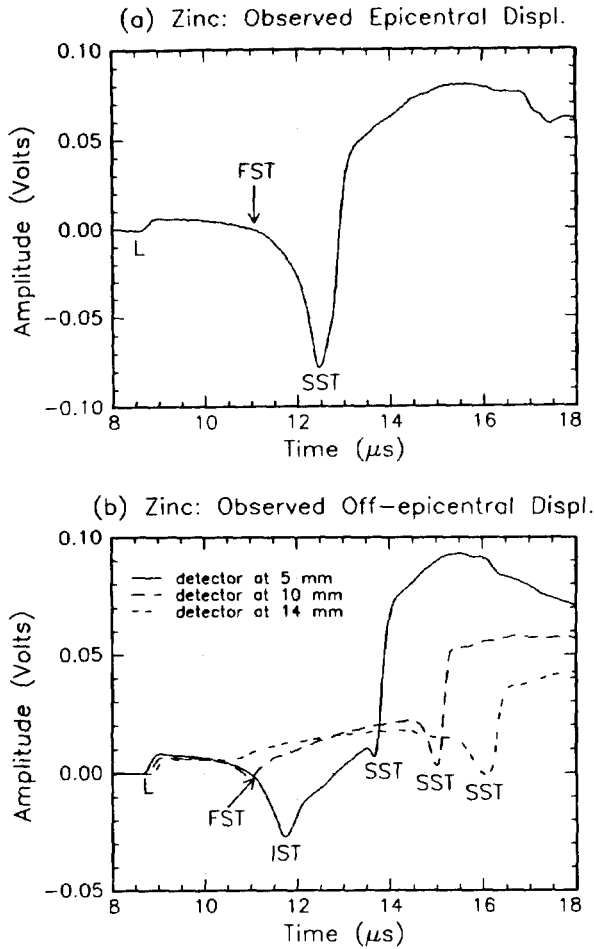 (a) Zinc: Observed Epicentral Displ.
0.10
0.05
0.00
−0.05
−0.10
Amplitude (Volts)
FST
L
SST
8 10 12 14 16 18
Time (μs)
(b) Zinc: Observed Off−epicentral Displ.
0.10
0.05
0.00
−0.05
Amplitude (Volts)
detector at 5 mm
detector at 10 mm
detector at 14 mm
L
FST
IST
SST
SST
SST
8 10 12 14 16 18
Time (μs)